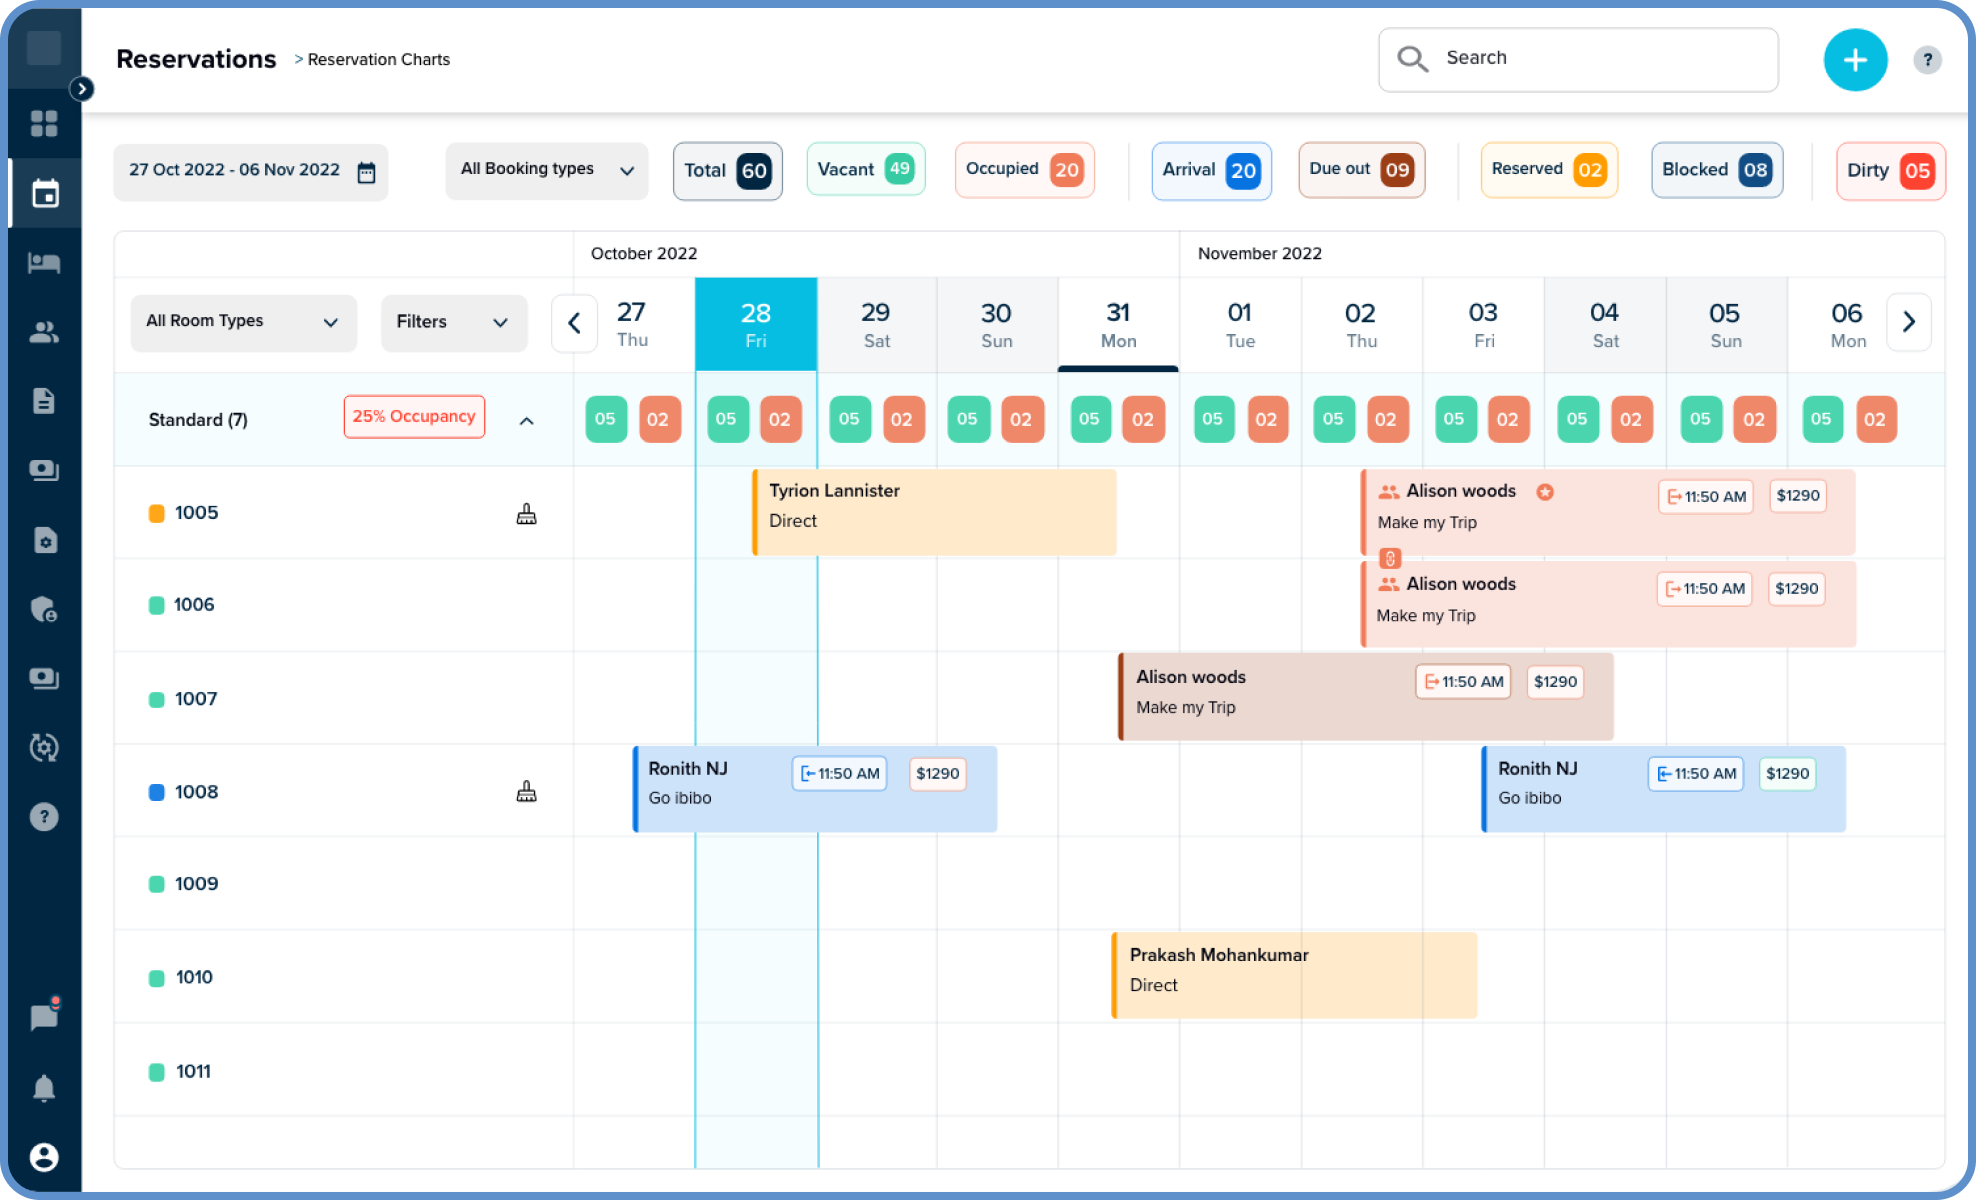 Reservations > Reservation Charts
Search
+
?
27 Oct 2022 - 06 Nov 2022
All Booking types
Total 60
Vacant 49
Occupied 20
Arrival 20
Due out 09
Reserved 02
Blocked 08
Dirty 05
October 2022
November 2022
All Room Types
Filters
27 Thu
28 Fri
29 Sat
30 Sun
31 Mon
01 Tue
02 Thu
03 Fri
04 Sat
05 Sun
06 Mon
Standard (7)
25% Occupancy
05 02 05 02 05 02 05 02 05 02 05 02 05 02 05 02 05 02 05 02 05 02
1005
Tyrion Lannister
Direct
Alison woods
11:50 AM
$1290
Make my Trip
1006
Alison woods
11:50 AM
$1290
Make my Trip
1007
Alison woods
11:50 AM
$1290
Make my Trip
1008
Ronith NJ
11:50 AM
$1290
Go ibibo
Ronith NJ
11:50 AM
$1290
Go ibibo
?
1009
1010
Prakash Mohankumar
Direct
1011